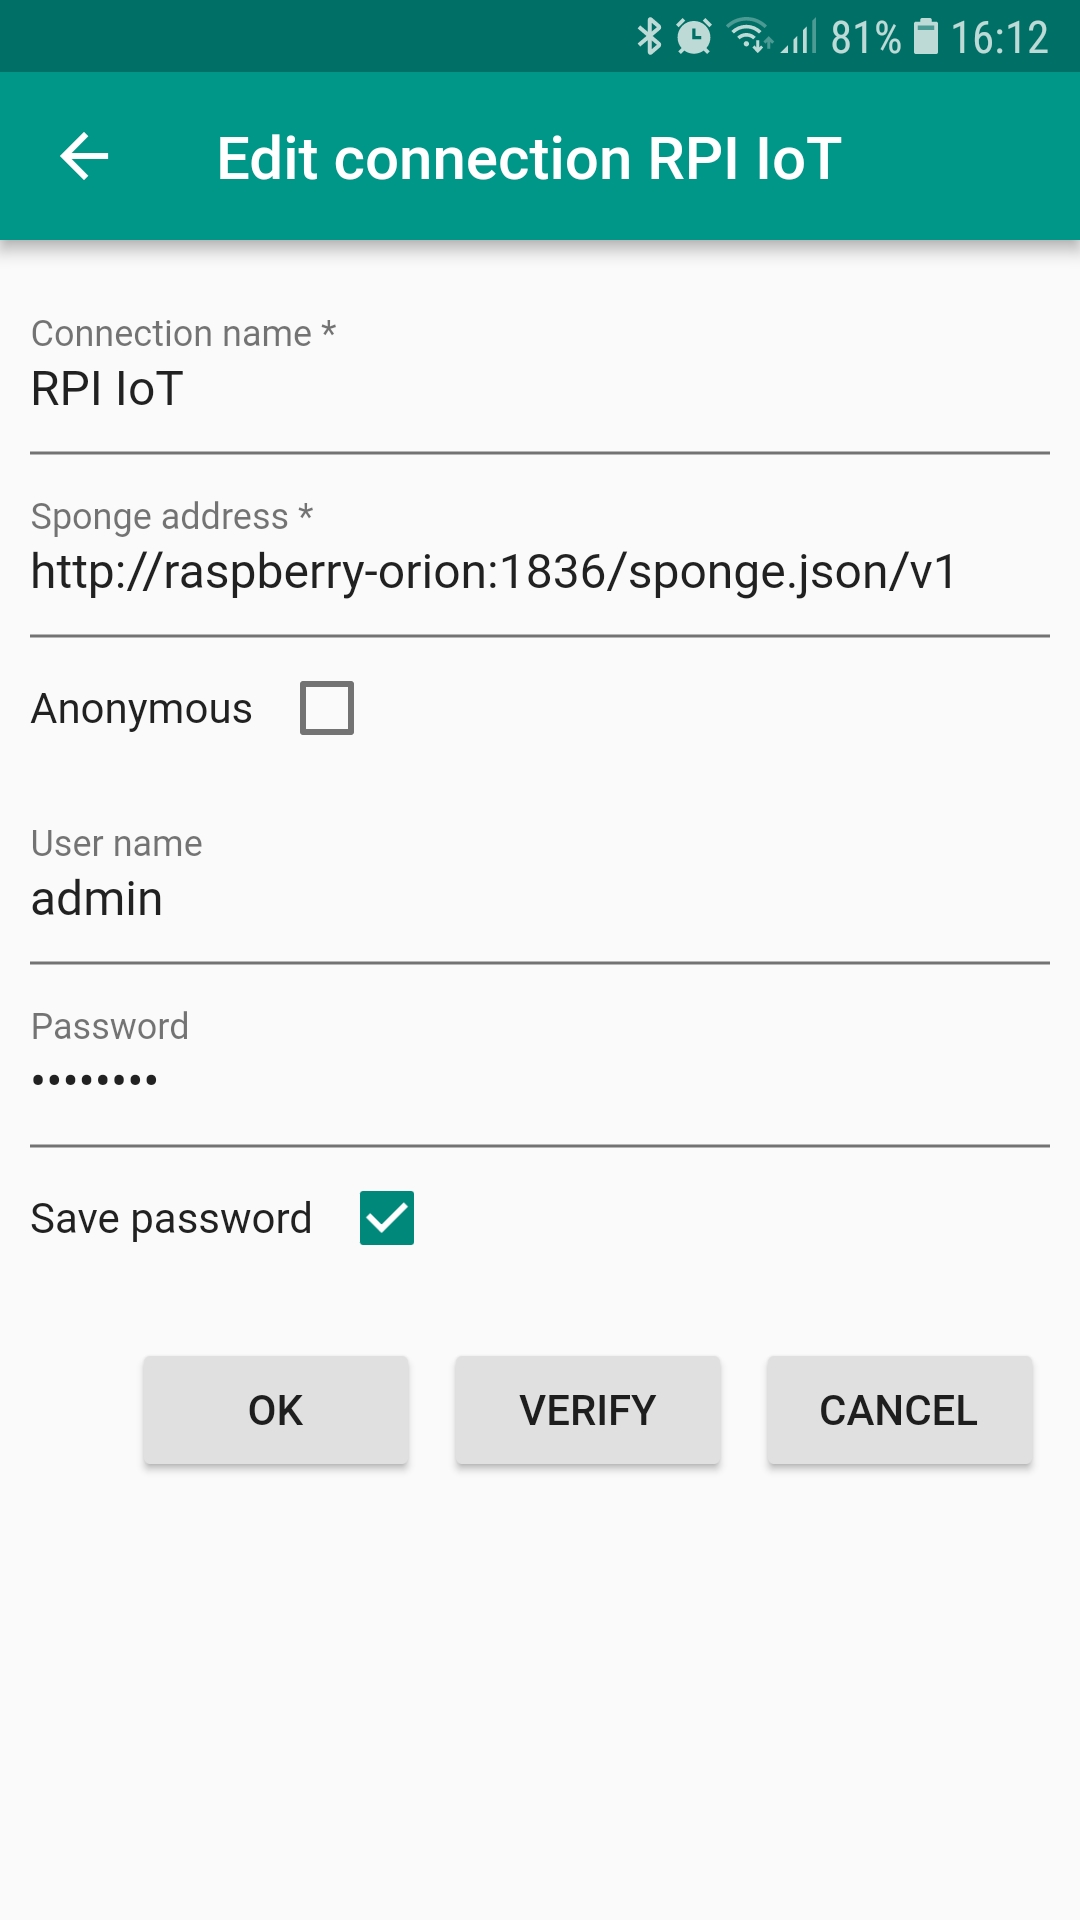 81% 16:12
Edit connection RPI IoT
Connection name *
RPI IoT
Sponge address *
http://raspberry-orion:1836/sponge.json/v1
Anonymous
User name
admin
Password
••••••••
Save password
OK VERIFY CANCEL